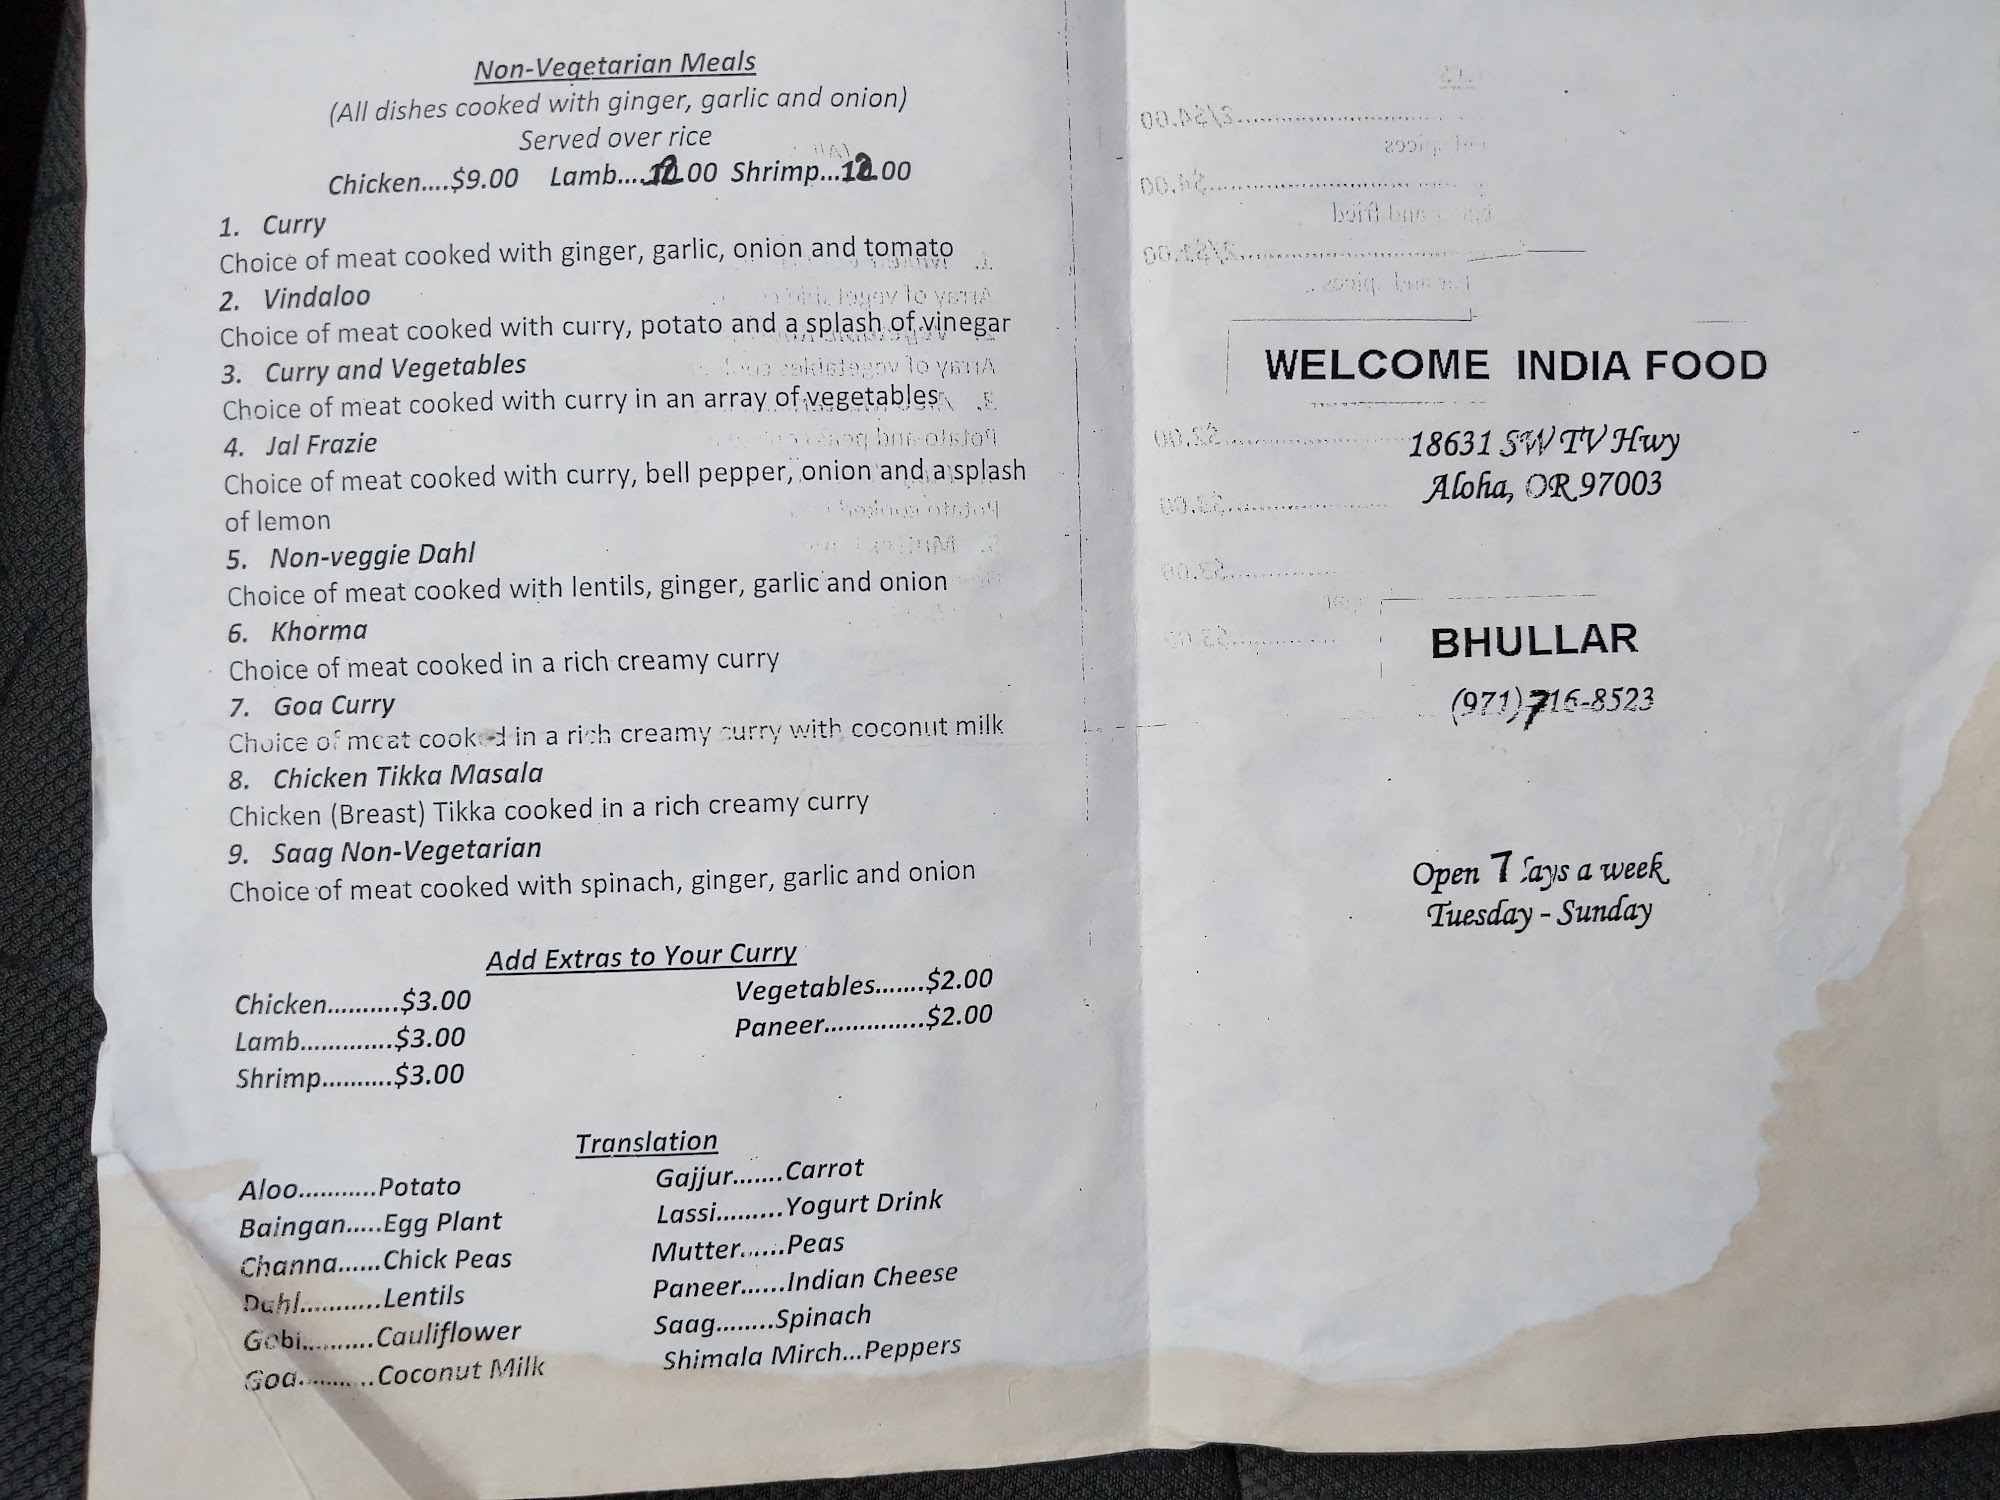 Non-Vegetarian Meals
(All dishes cooked with ginger, garlic and onion)
Served over rice
Chicken....$9.00 Lamb....12.00 Shrimp...12.00
1. Curry
Choice of meat cooked with ginger, garlic, onion and tomato
2. Vindaloo
Choice of meat cooked with curry, potato and a splash of vinegar
3. Curry and Vegetables
Choice of meat cooked with curry in an array of vegetables
4. Jal Frazie
Choice of meat cooked with curry, bell pepper, onion and a splash
of lemon
5. Non-veggie Dahl
Choice of meat cooked with lentils, ginger, garlic and onion
6. Khorma
Choice of meat cooked in a rich creamy curry
7. Goa Curry
Choice of meat cooked in a rich creamy curry with coconut milk
8. Chicken Tikka Masala
Chicken (Breast) Tikka cooked in a rich creamy curry
9. Saag Non-Vegetarian
Choice of meat cooked with spinach, ginger, garlic and onion
Add Extras to Your Curry
Chicken..........$3.00
Lamb.............$3.00
Shrimp..........$3.00
Vegetables.......$2.00
Paneer..............$2.00
Translation
Aloo...........Potato
Baingan.....Egg Plant
Channa......Chick Peas
Dahl...........Lentils
Gobi..........Cauliflower
Goa..........Coconut Milk
Gajjur.......Carrot
Lassi.........Yogurt Drink
Mutter......Peas
Paneer......Indian Cheese
Saag........Spinach
Shimala Mirch...Peppers
WELCOME INDIA FOOD
18631 SW TV Hwy
Aloha, OR 97003
BHULLAR
(971)716-8523
Open 7 days a week
Tuesday - Sunday